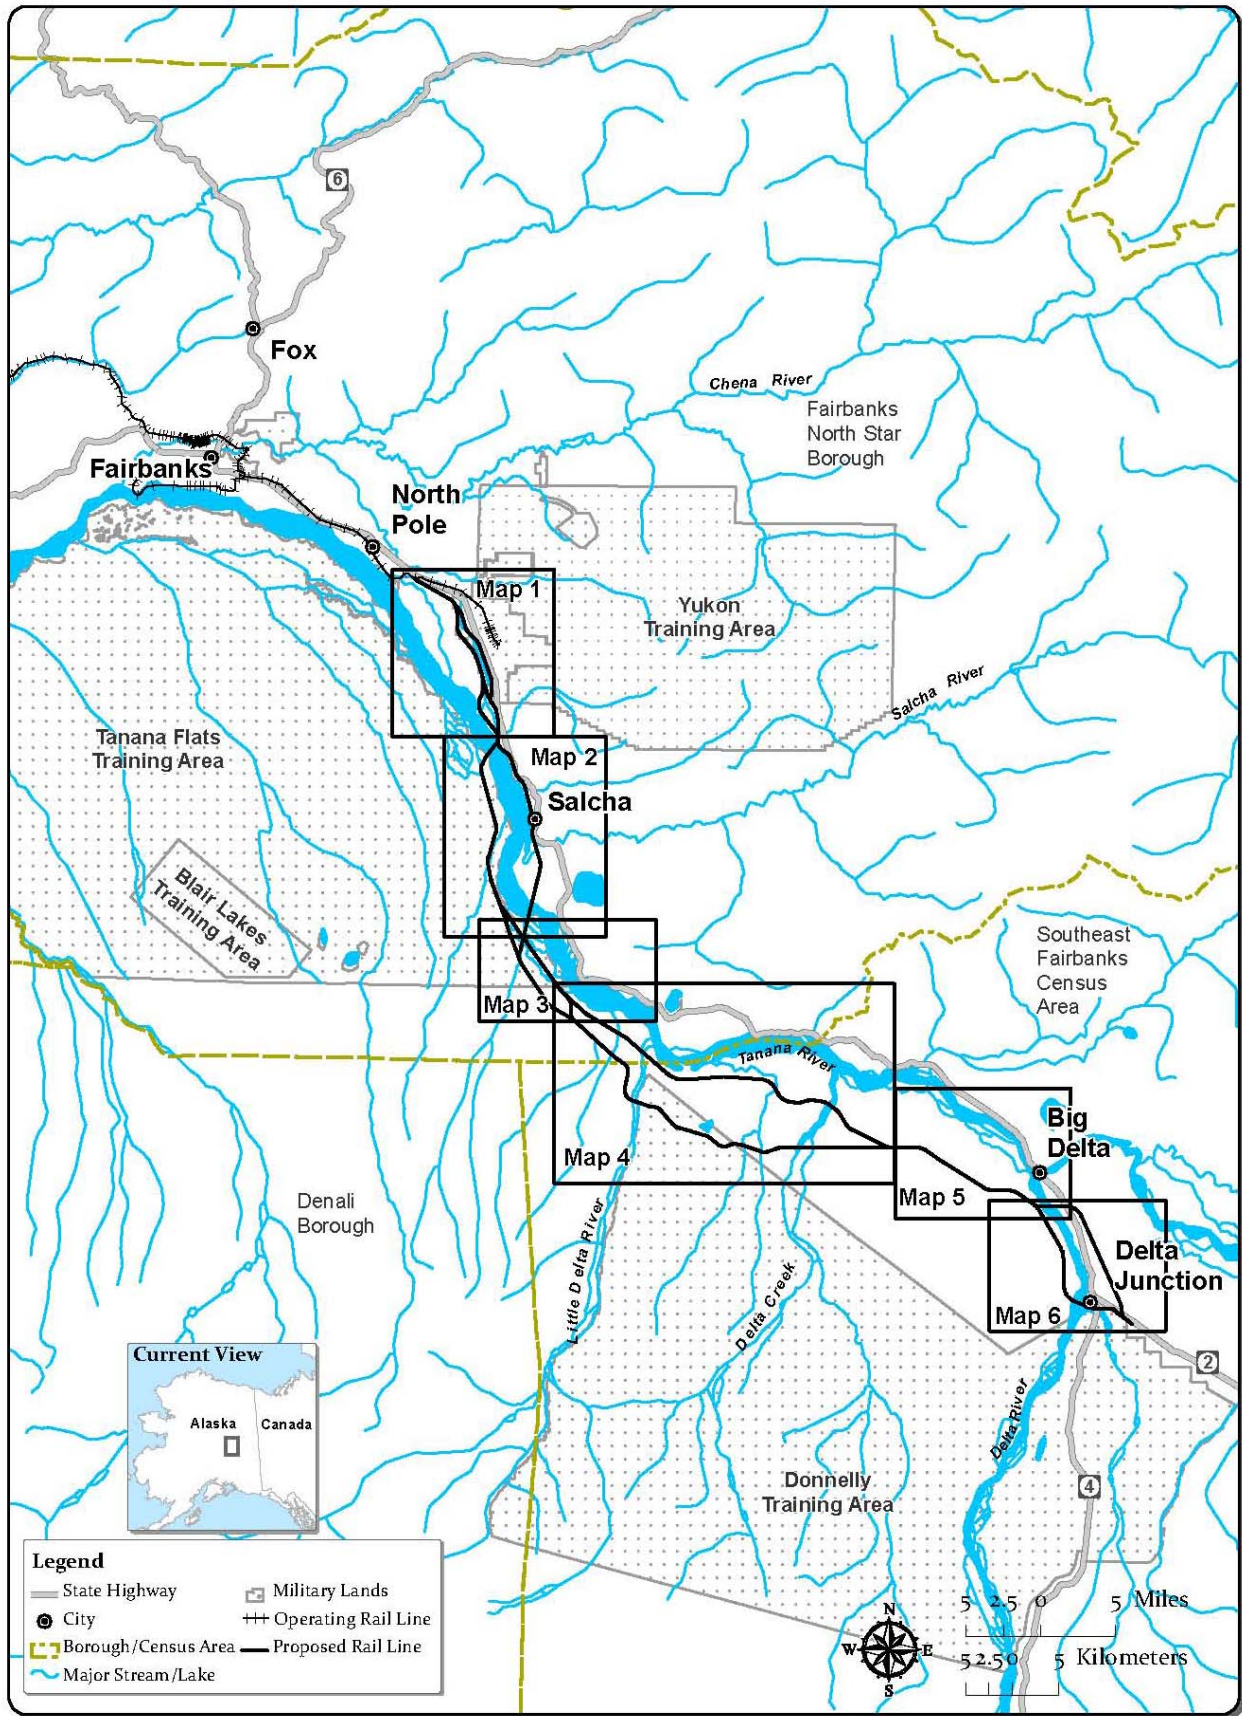 6
Fox
Chena River
Fairbanks
North Star
Borough
Fairbanks
North
Pole
Map 1
Yukon
Training Area
Salcha River
Tanana Flats
Training Area
Map 2
Salcha
Blair Lakes
Training Area
Southeast
Fairbanks
Census
Area
Map 3
Tanana River
Big
Delta
Map 4
Map 5
Denali
Borough
Little Delta River
Delta Creek
Delta
Junction
Map 6
2
Current View
Alaska
Canada
Delta River
Donnelly
Training Area
4
Legend
State Highway
Military Lands
City
Operating Rail Line
Borough/Census Area
Proposed Rail Line
Major Stream/Lake
N
W E
S
5 2.5 0 5 Miles
5 2.5 0 5 Kilometers